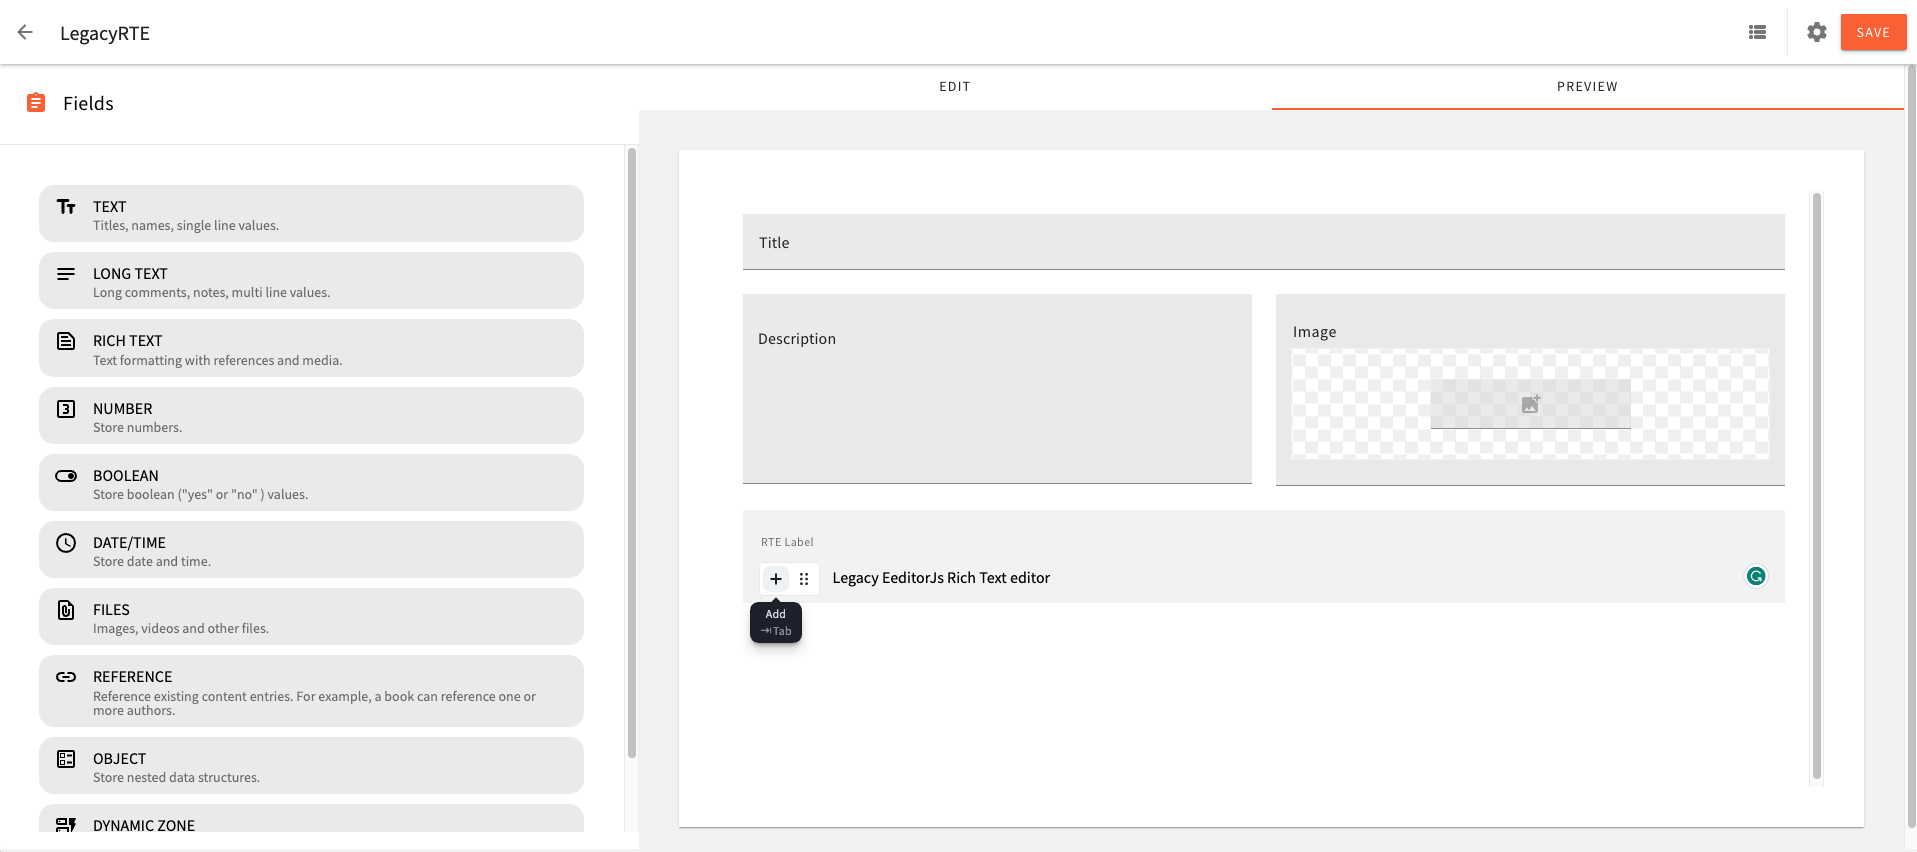 LegacyRTE
SAVE
Fields
EDIT
PREVIEW
TEXT
Titles, names, single line values.
LONG TEXT
Long comments, notes, multi line values.
RICH TEXT
Text formatting with references and media.
NUMBER
Store numbers.
BOOLEAN
Store boolean ("yes" or "no" ) values.
DATE/TIME
Store date and time.
FILES
Images, videos and other files.
REFERENCE
Reference existing content entries. For example, a book can reference one or
more authors.
OBJECT
Store nested data structures.
DYNAMIC ZONE
Title
Description
Image
RTE Label
Legacy EeditorJs Rich Text editor
Add
⇥Tab